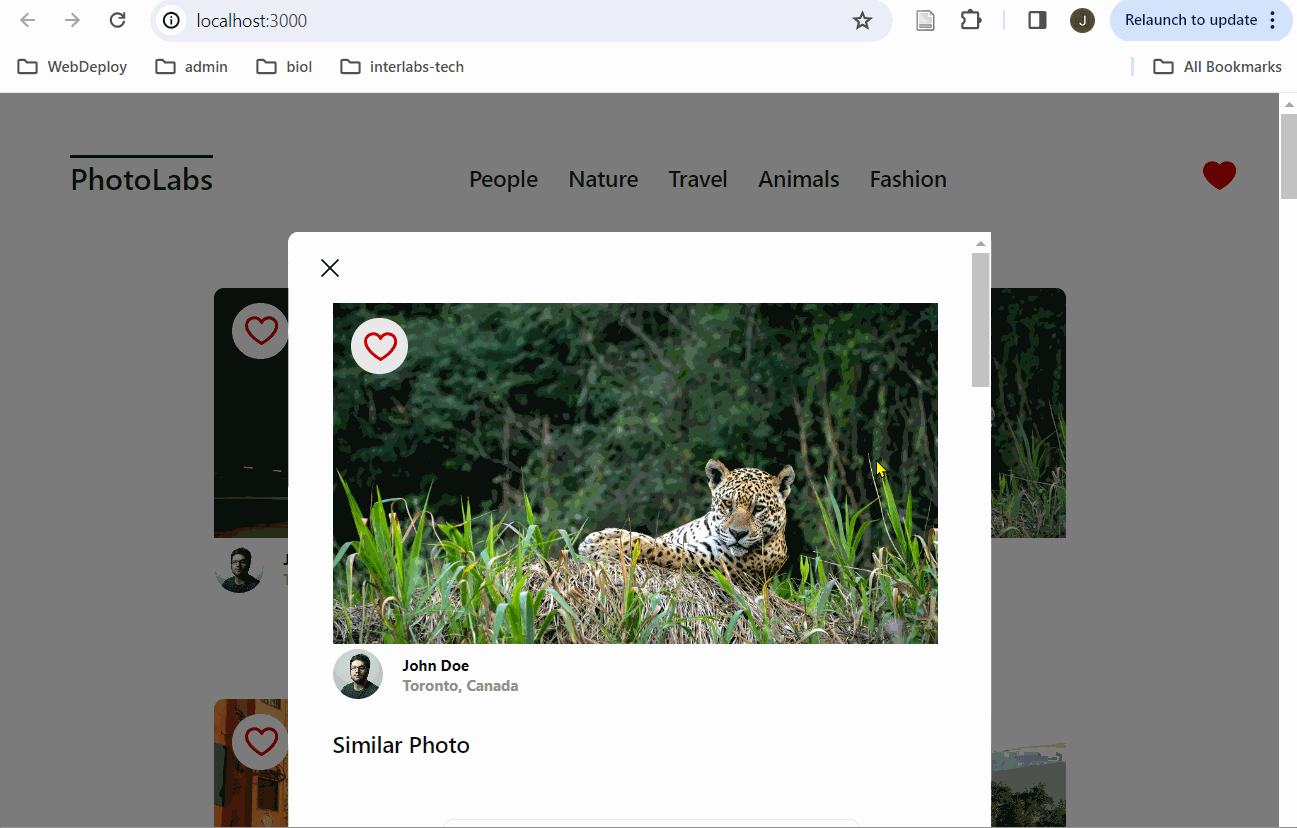 localhost:3000
J
Relaunch to update
WebDeploy
admin
biol
interlabs-tech
All Bookmarks
PhotoLabs
People
Nature
Travel
Animals
Fashion
John Doe
Toronto, Canada
Similar Photo